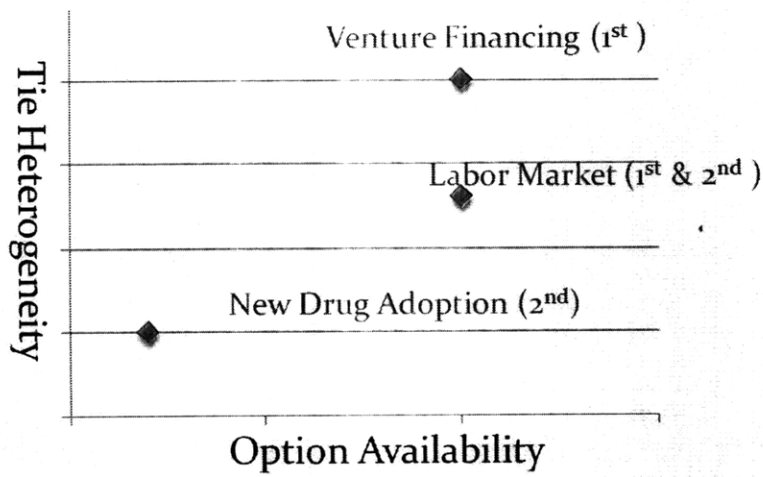 Venture Financing (1st )
Tie Heterogeneity
Labor Market (1st & 2nd )
New Drug Adoption (2nd)
Option Availability